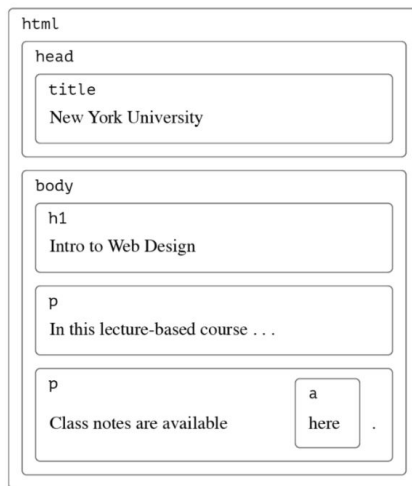 html
head
title
New York University
body
h1
Intro to Web Design
p
In this lecture-based course . . .
p
a
Class notes are available here .